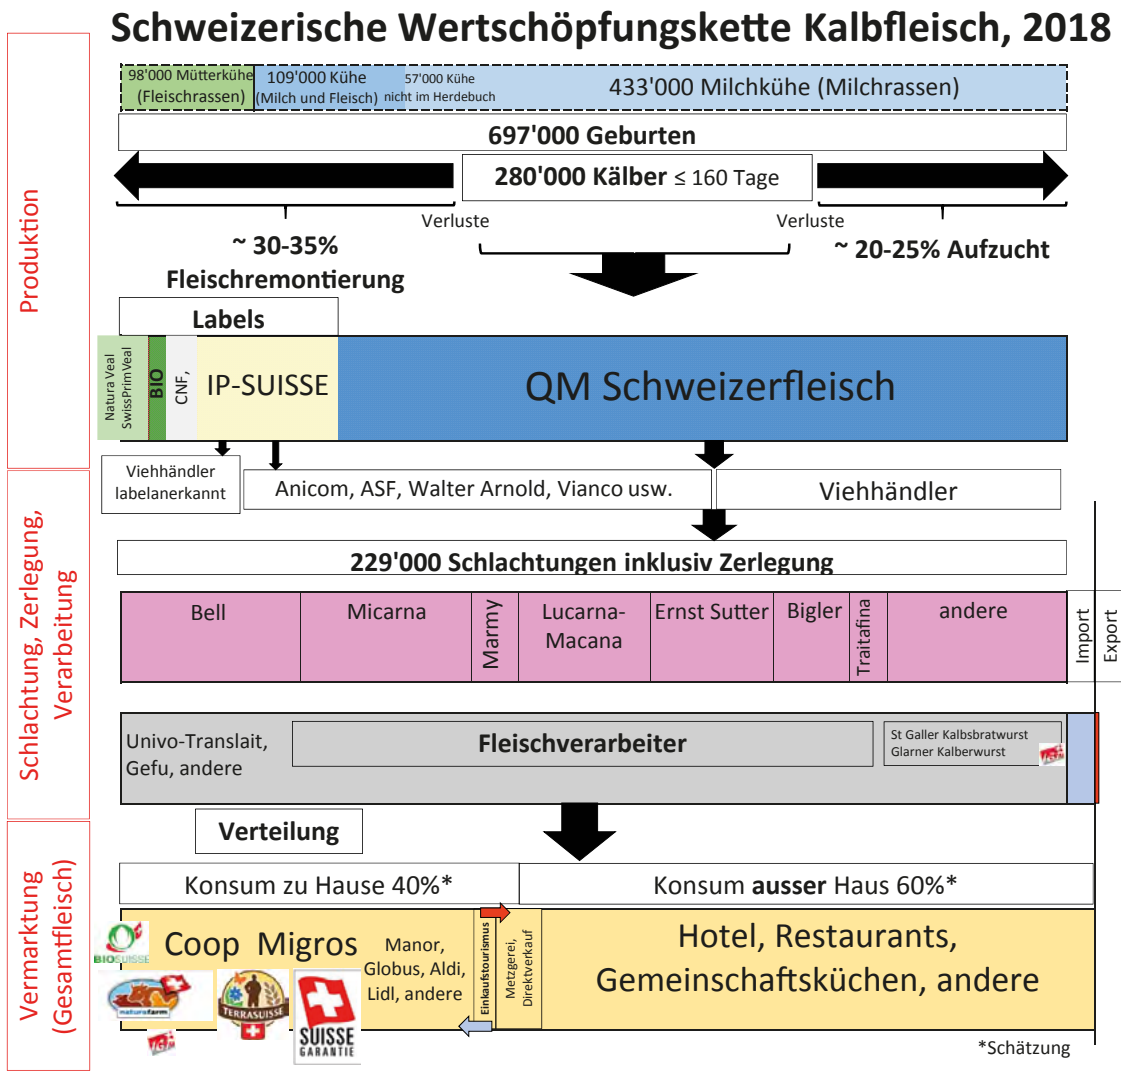 Schweizerische Wertschöpfungskette Kalbfleisch, 2018
Produktion
98'000 Mütterkühe
(Fleischrassen)
109'000 Kühe
(Milch und Fleisch)
57'000 Kühe
nicht im Herdebuch
433'000 Milchkühe (Milchrassen)
697'000 Geburten
280'000 Kälber ≤ 160 Tage
Verluste
Verluste
~ 30-35%
Fleischremontierung
~ 20-25% Aufzucht
Labels
Natura Veal
SwissPrimVeal
BIO
CNF,
IP-SUISSE
QM Schweizerfleisch
Schlachtung, Zerlegung,
Verarbeitung
Viehhändler
labelanerkannt
Anicom, ASF, Walter Arnold, Vianco usw.
Viehhändler
229'000 Schlachtungen inklusiv Zerlegung
Bell
Micarna
Marmy
Lucarna-
Macana
Ernst Sutter
Bigler
Traitafina
andere
Import
Export
Univo-Translait,
Gefu, andere
Fleischverarbeiter
St Galler Kalbsbratwurst
Glarner Kalberwurst
Verteilung
Vermarktung
(Gesamtfleisch)
Konsum zu Hause 40%*
Konsum ausser Haus 60%*
BIOSUISSE
Coop Migros
Manor,
Globus, Aldi,
Lidl, andere
Einkaufstourismus
Metzgerei,
Direktverkauf
Hotel, Restaurants,
Gemeinschaftsküchen, andere
naturafarm
TERRASUISSE
SUISSE
GARANTIE
*Schätzung